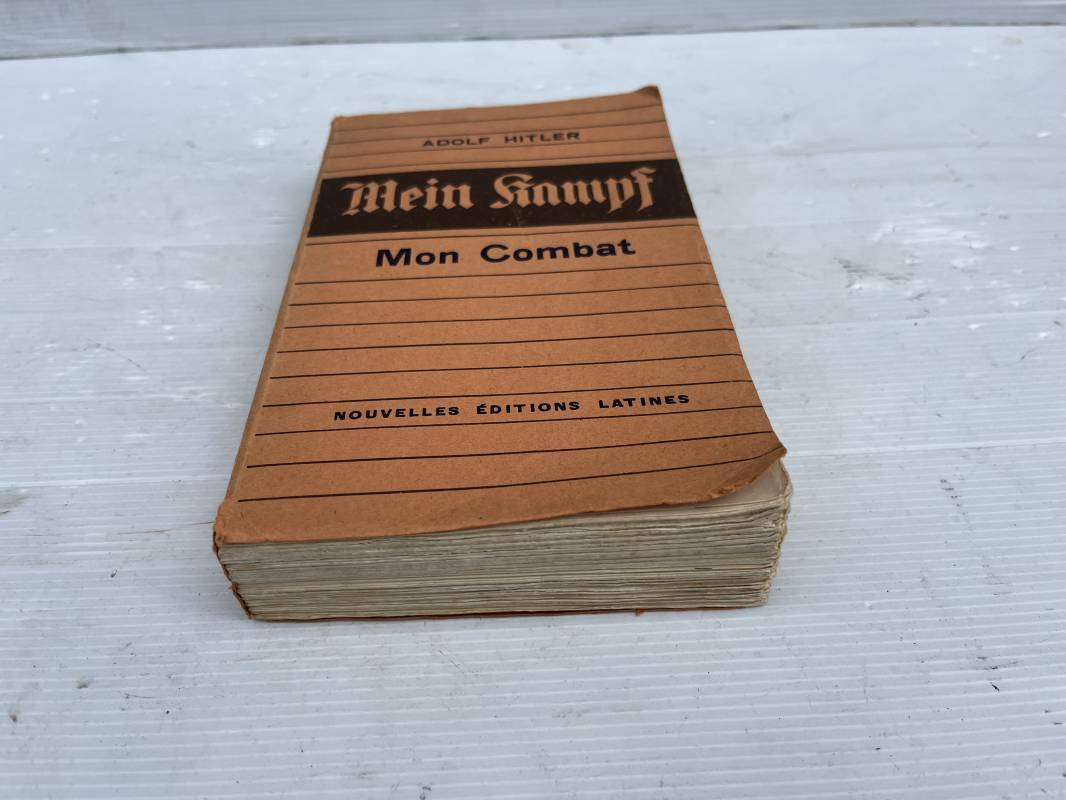 ADOLF HITLER
Mein Kampf
Mon Combat
NOUVELLES ÉDITIONS LATINES